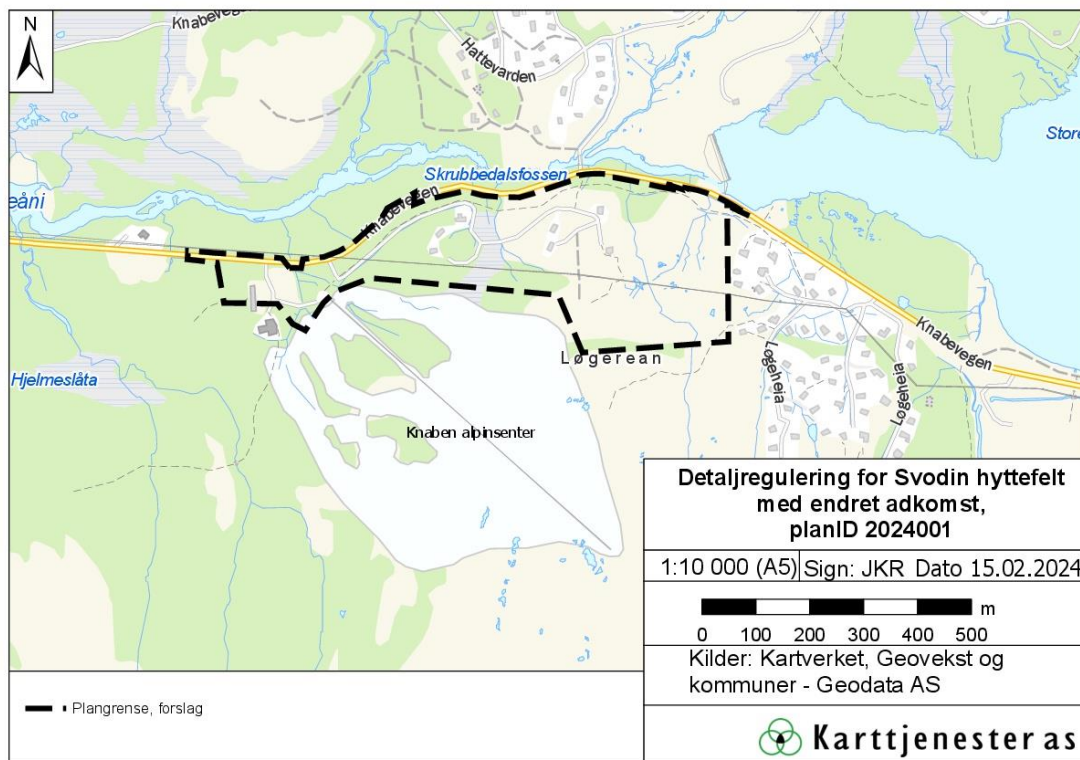 N
Knabevegen
Hattevarden
Store
Skrubbedalsfossen
eåni
Knabevegen
Knabevegen
Løgerean
Løgeheia
Løgeheia
Hjelmeslåta
Knaben alpinsenter
Detaljregulering for Svodin hyttefelt
med endret adkomst,
planID 2024001
1:10 000 (A5) Sign: JKR Dato 15.02.2024
m
0 100 200 300 400 500
Kilder: Kartverket, Geovekst og
kommuner - Geodata AS
Plangrense, forslag
Karttjenester as